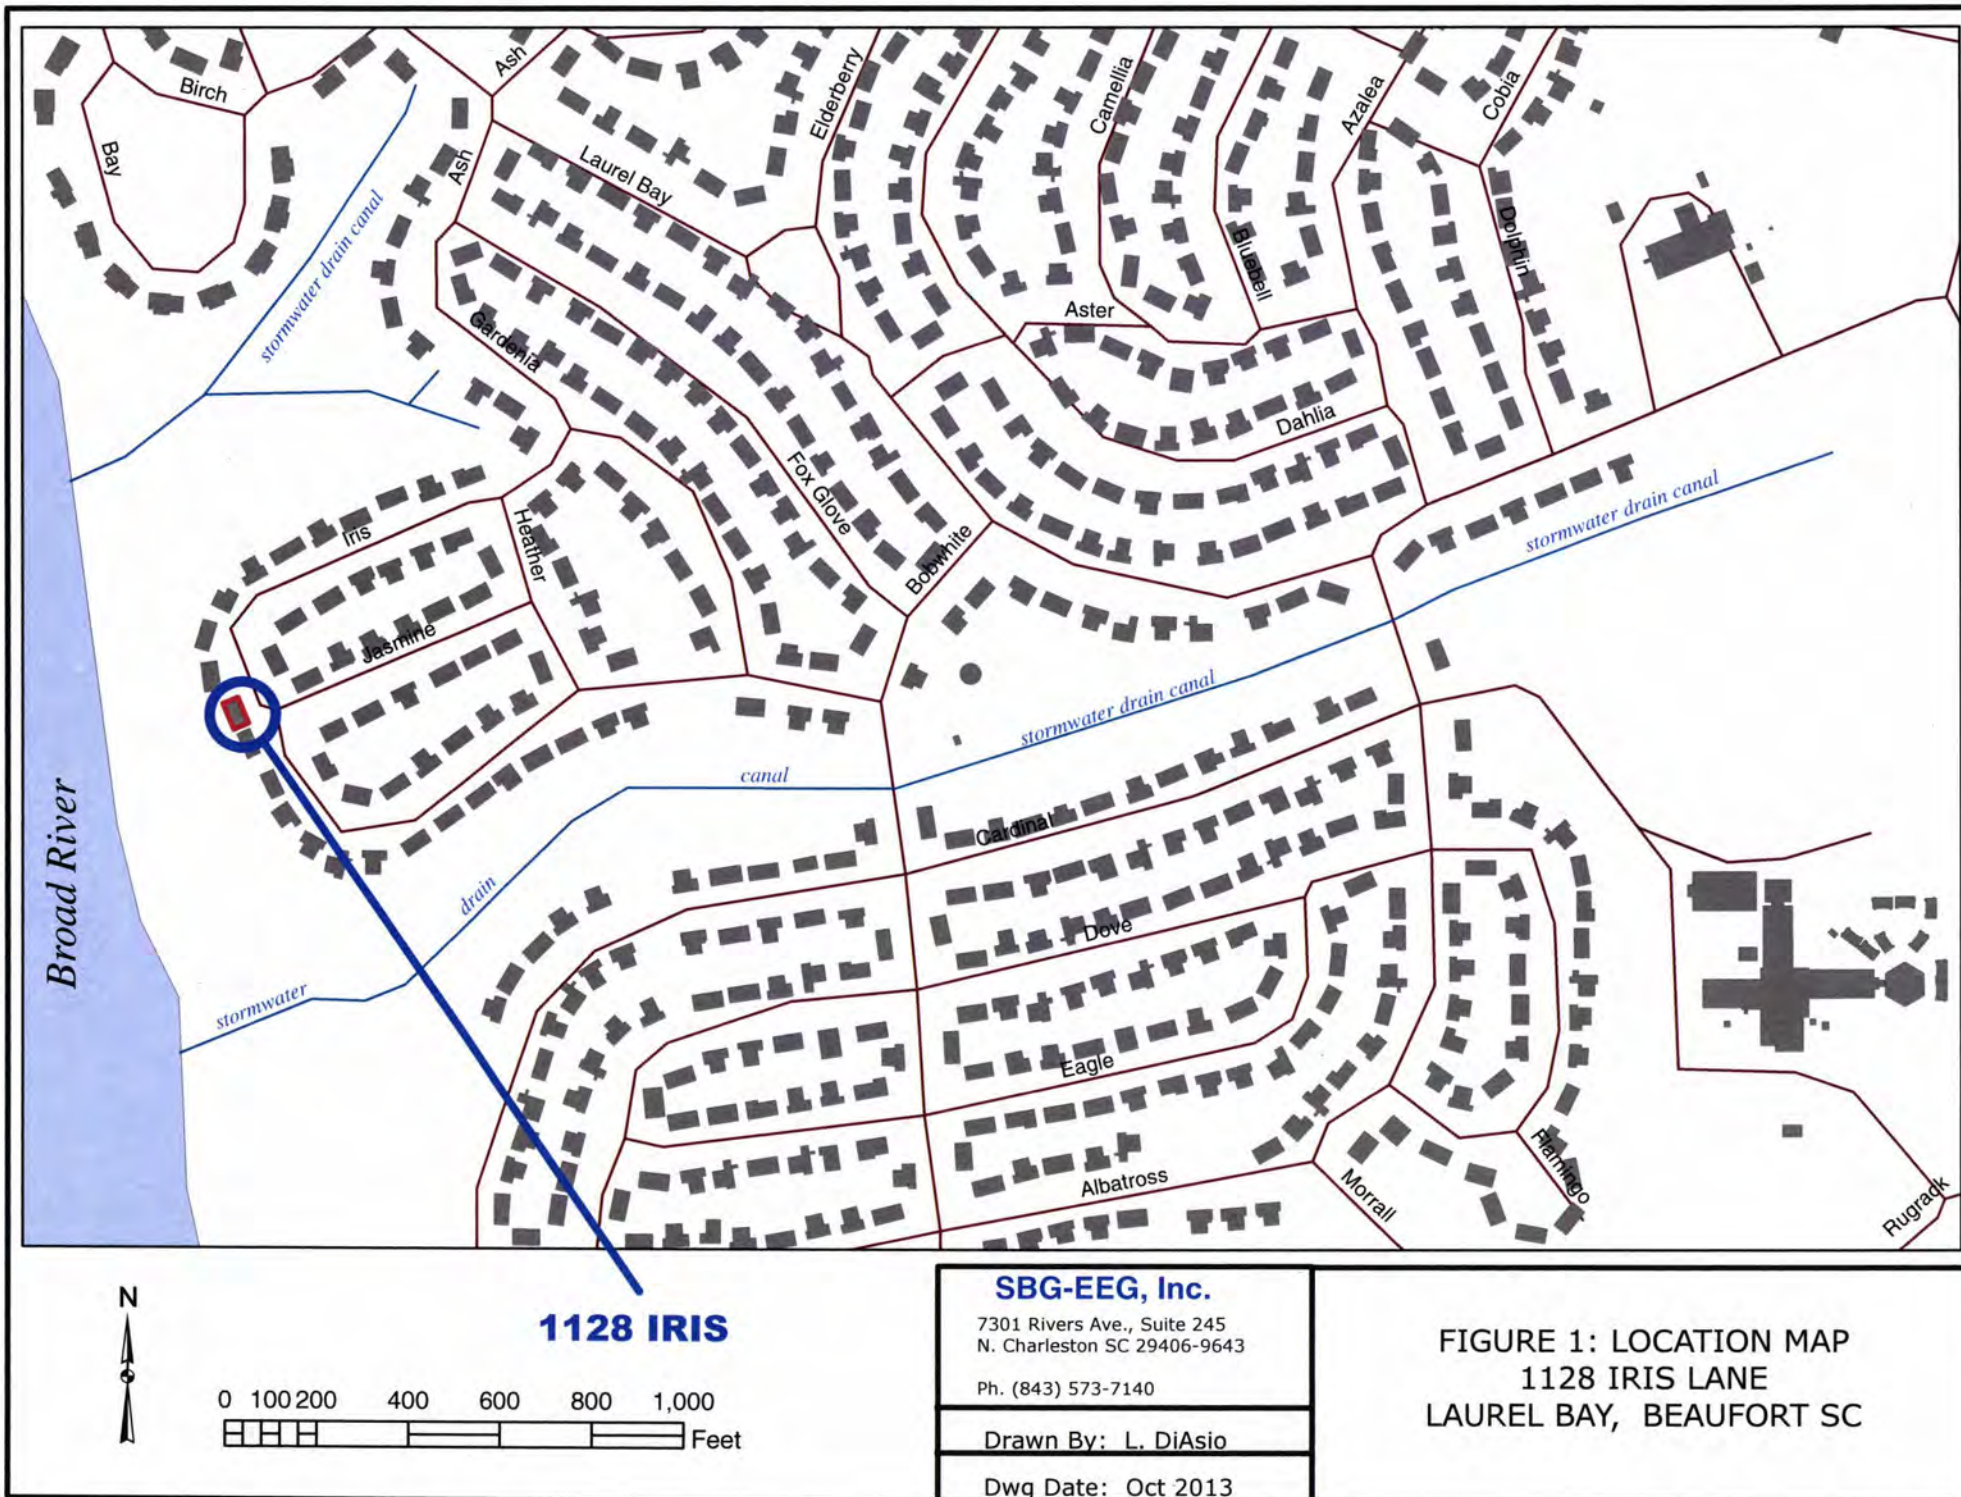 Ash
Elderberry
Camellia
Azalea
Cobia
Birch
Bay
Ash
Laurel Bay
stormwater drain canal
Bluebell
Dolphin
Aster
Gardenia
Dahlia
Fox Glove
stormwater drain canal
Iris
Heather
Bobwhite
Jasmine
stormwater drain canal
canal
Broad River
Cardinal
drain
Dove
stormwater
Eagle
Albatross
Morrall
Flamingo
Rugrack
1128 IRIS
N
0 100 200 400 600 800 1,000
Feet
SBG-EEG, Inc.
7301 Rivers Ave., Suite 245
N. Charleston SC 29406-9643
Ph. (843) 573-7140
Drawn By: L. DiAsio
Dwg Date: Oct 2013
FIGURE 1: LOCATION MAP
1128 IRIS LANE
LAUREL BAY, BEAUFORT SC